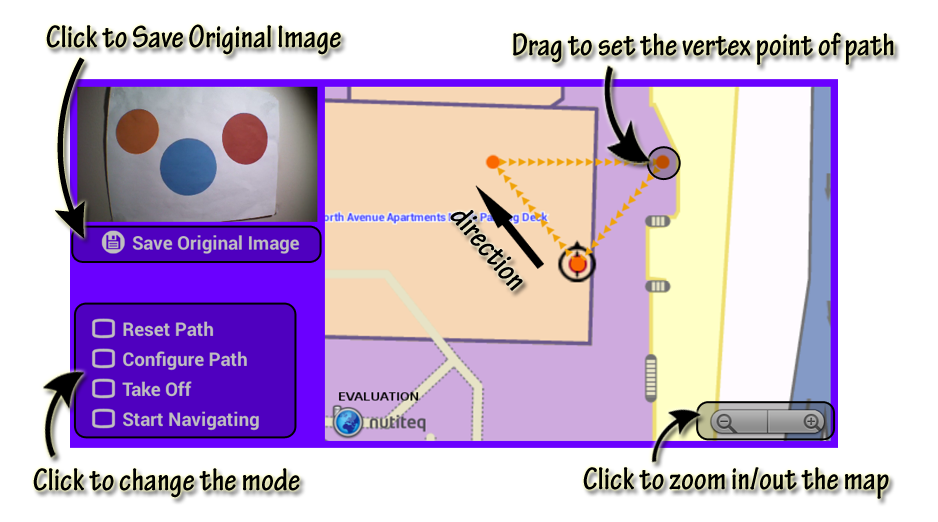 Click to Save Original Image
Drag to set the vertex point of path
Save Original Image
orth Avenue Apartments Parking Deck
direction
Reset Path
Configure Path
Take Off
Start Navigating
EVALUATION
nutiteq
Click to change the mode
Click to zoom in/out the map